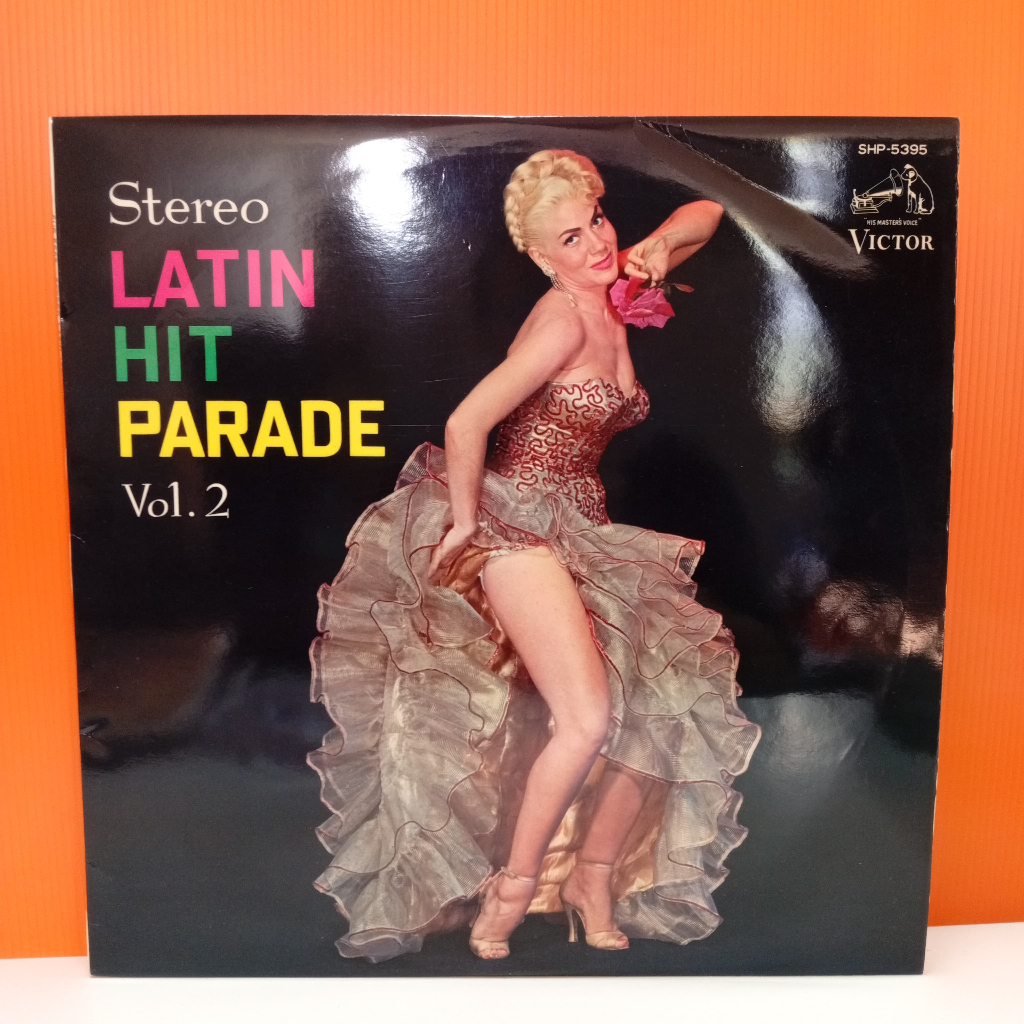 Stereo
LATIN
HIT
PARADE
Vol. 2
SHP-5395
"HIS MASTER'S VOICE"
VICTOR